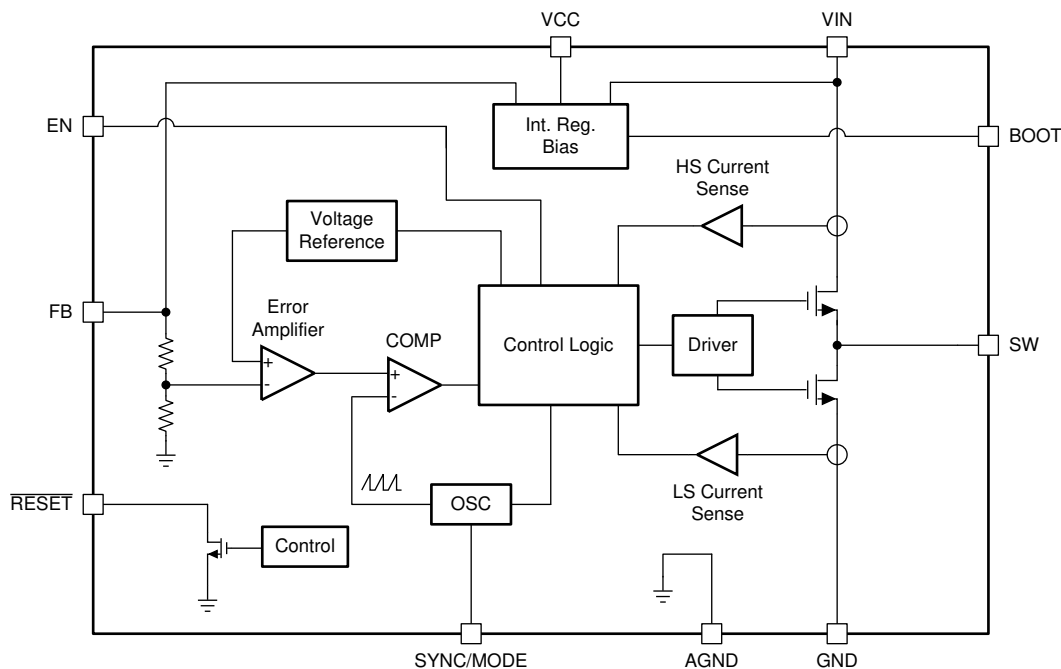 VCC
VIN
EN
Int. Reg.
Bias
BOOT
HS Current
Sense
Voltage
Reference
FB
Error
Amplifier
COMP
Control Logic
Driver
SW
+
-
+
-
RESET
OSC
LS Current
Sense
Control
SYNC/MODE
AGND
GND